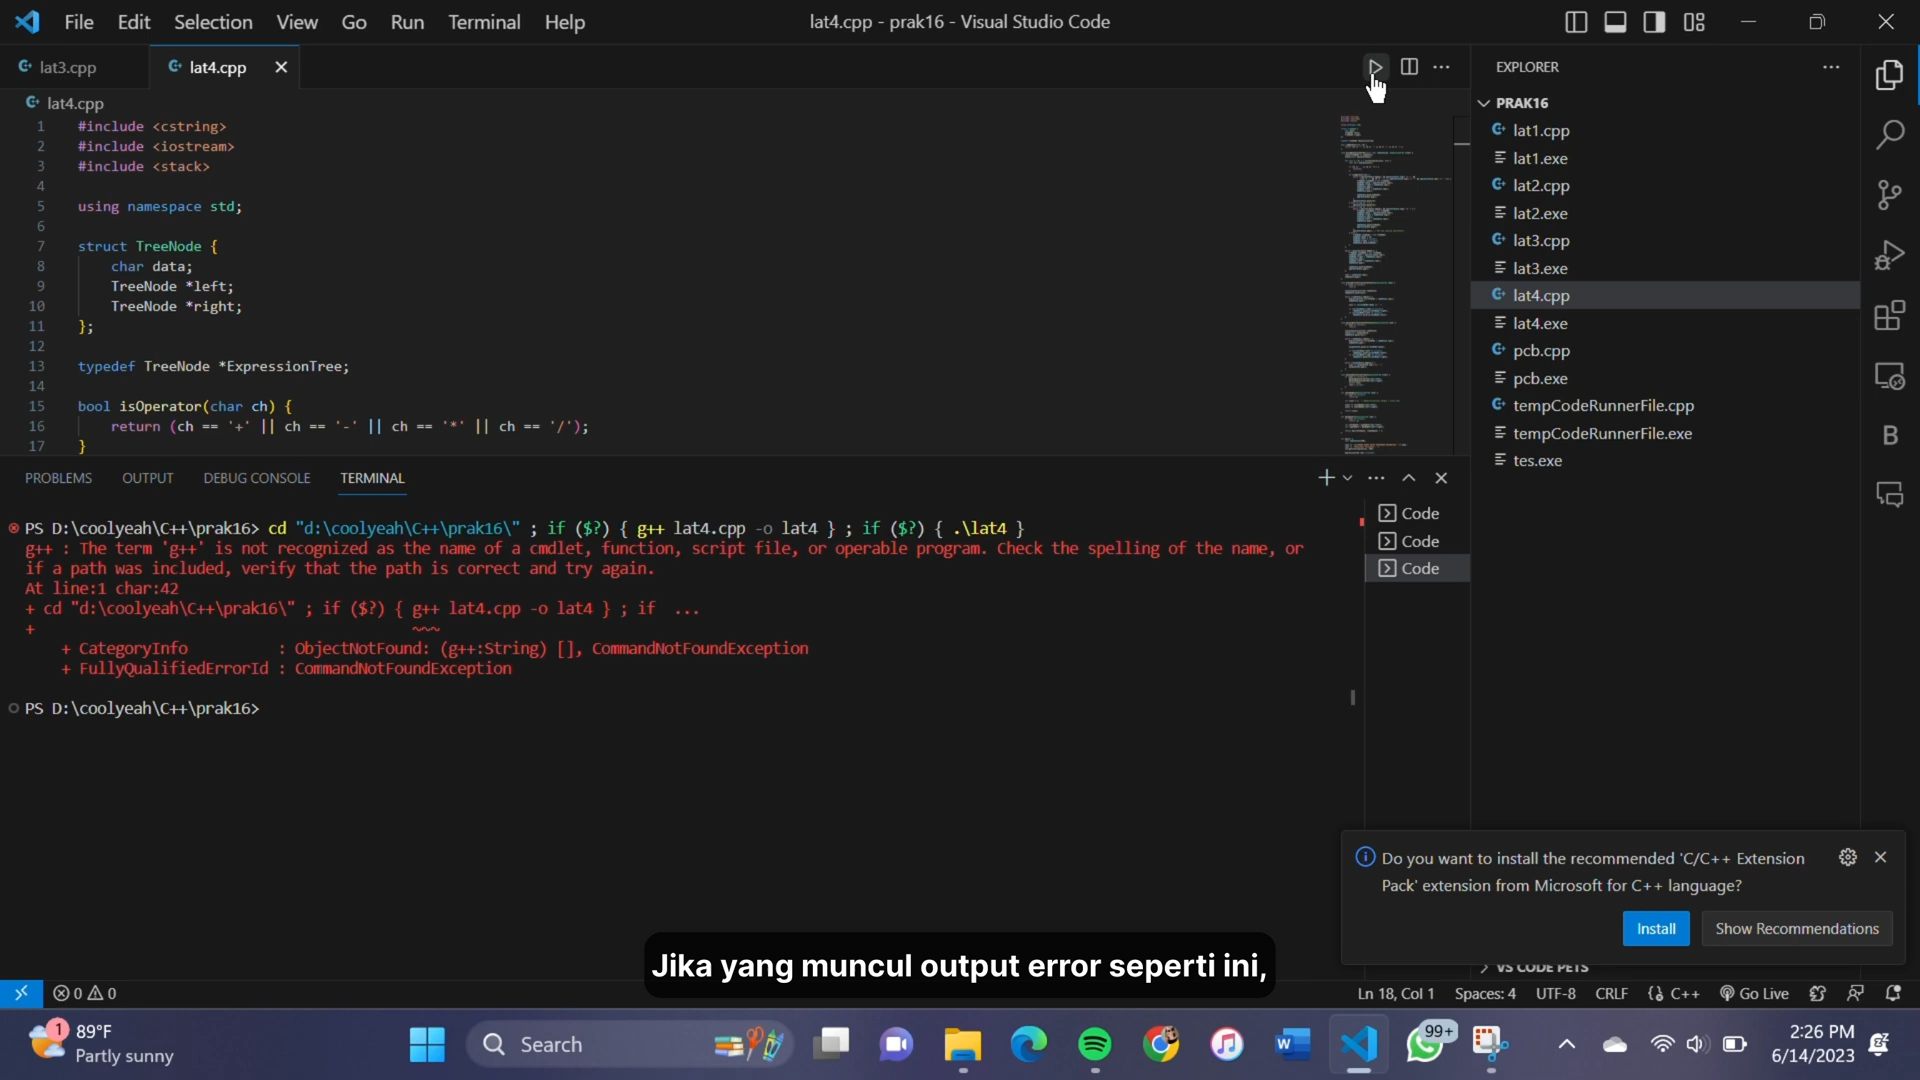 File Edit Selection View Go Run Terminal Help
lat4.cpp - prak16 - Visual Studio Code
lat3.cpp
lat4.cpp
lat4.cpp
1 #include <cstring>
2 #include <iostream>
3 #include <stack>
4
5 using namespace std;
6
7 struct TreeNode {
8 char data;
9 TreeNode *left;
10 TreeNode *right;
11 };
12
13 typedef TreeNode *ExpressionTree;
14
15 bool isOperator(char ch) {
16 return (ch == '+' || ch == '-' || ch == '*' || ch == '/');
17 }
EXPLORER
PRAK16
lat1.cpp
lat1.exe
lat2.cpp
lat2.exe
lat3.cpp
lat3.exe
lat4.cpp
lat4.exe
pcb.cpp
pcb.exe
tempCodeRunnerFile.cpp
tempCodeRunnerFile.exe
tes.exe
PROBLEMS OUTPUT DEBUG CONSOLE TERMINAL
PS D:\coolyeah\C++\prak16> cd "d:\coolyeah\C++\prak16\" ; if ($?) { g++ lat4.cpp -o lat4 } ; if ($?) { .\lat4 }
g++ : The term 'g++' is not recognized as the name of a cmdlet, function, script file, or operable program. Check the spelling of the name, or
if a path was included, verify that the path is correct and try again.
At line:1 char:42
+ cd "d:\coolyeah\C++\prak16\" ; if ($?) { g++ lat4.cpp -o lat4 } ; if ...
+ ~~~
+ CategoryInfo : ObjectNotFound: (g++:String) [], CommandNotFoundException
+ FullyQualifiedErrorId : CommandNotFoundException
PS D:\coolyeah\C++\prak16>
Code
Code
Code
B
Do you want to install the recommended 'C/C++ Extension
Pack' extension from Microsoft for C++ language?
Install
Show Recommendations
VS CODE PETS
Jika yang muncul output error seperti ini,
0 0
Ln 18, Col 1 Spaces: 4 UTF-8 CRLF {} C++ Go Live
1
89°F
Partly sunny
Search
W
99+
2:26 PM
6/14/2023